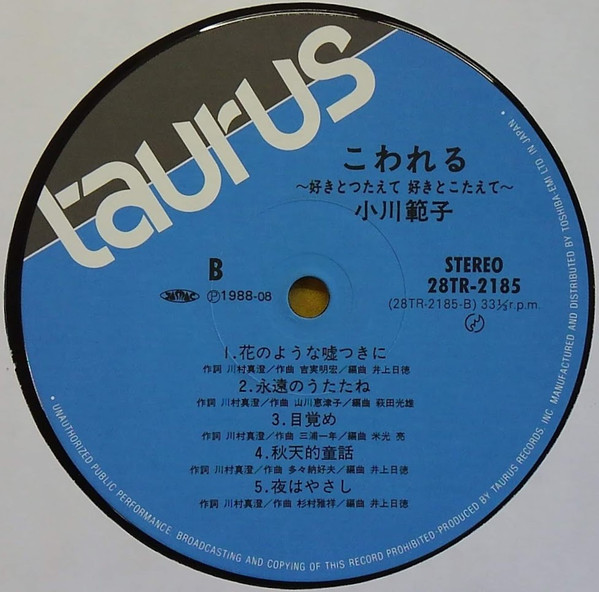 taurus
こわれる
〜好きとつたえて 好きとこたえて〜
小川範子
B
STEREO
28TR-2185
(28TR-2185-B) 33⅓r.p.m.
JASRAC Ⓟ1988-08
1.花のような嘘つきに
作詞 川村真澄/作曲 吉実明宏/編曲 井上日徳
2.永遠のうたたね
作詞 川村真澄/作曲 山川恵津子/編曲 萩田光雄
3.目覚め
作詞 川村真澄/作曲 三浦一年/編曲 米光 亮
4.秋天的童話
作詞 川村真澄/作曲 多々納好夫/編曲 井上日徳
5.夜はやさし
作詞 川村真澄/作曲 杉村雅祥/編曲 井上日徳
• UNAUTHORIZED PUBLIC PERFORMANCE. BROADCASTING AND COPYING OF THIS RECORD PROHIBITED·PRODUCED BY TAURUS RECORDS, INC. MANUFACTURED AND DISTRIBUTED BY TOSHIBA-EMI LTD IN JAPAN •